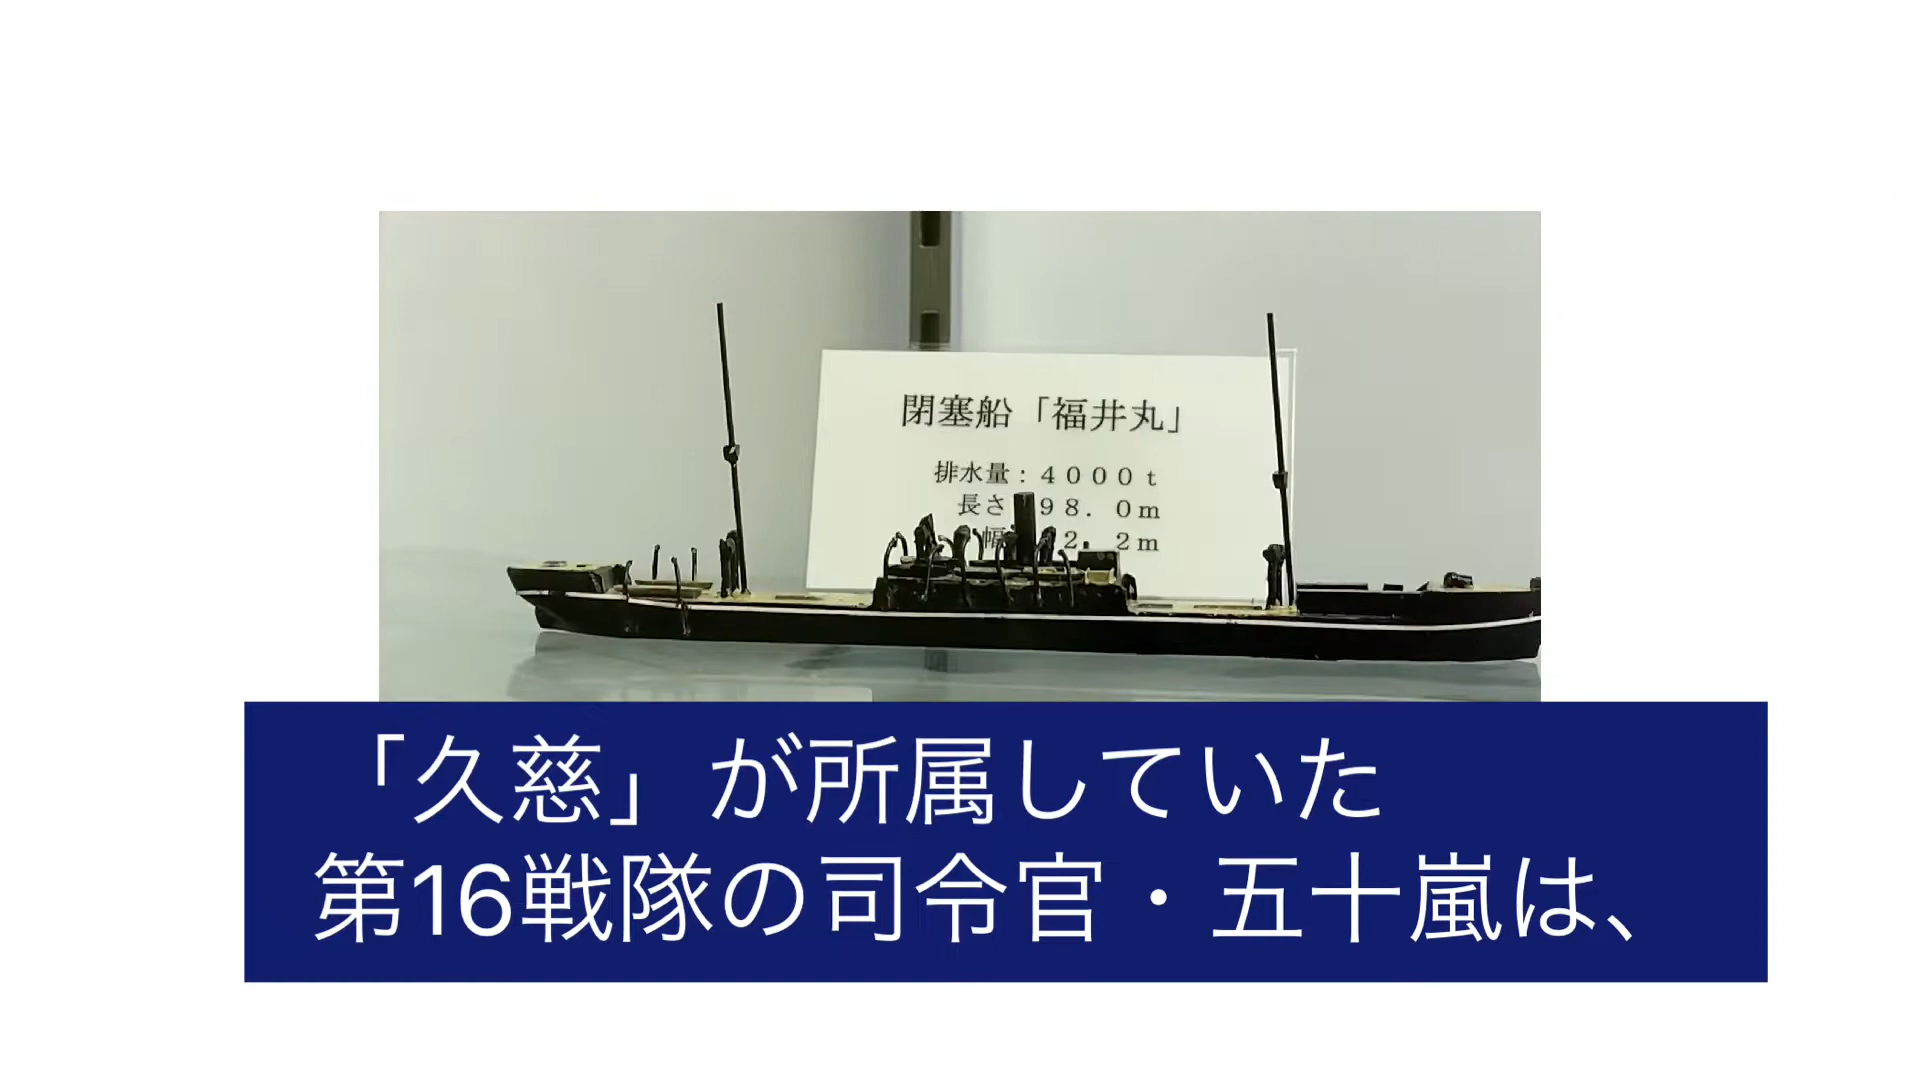 閉塞船「福井丸」
排水量：４０００ｔ
長さ ９８．０ｍ
幅 ２．２ｍ
「久慈」が所属していた
第16戦隊の司令官・五十嵐は、